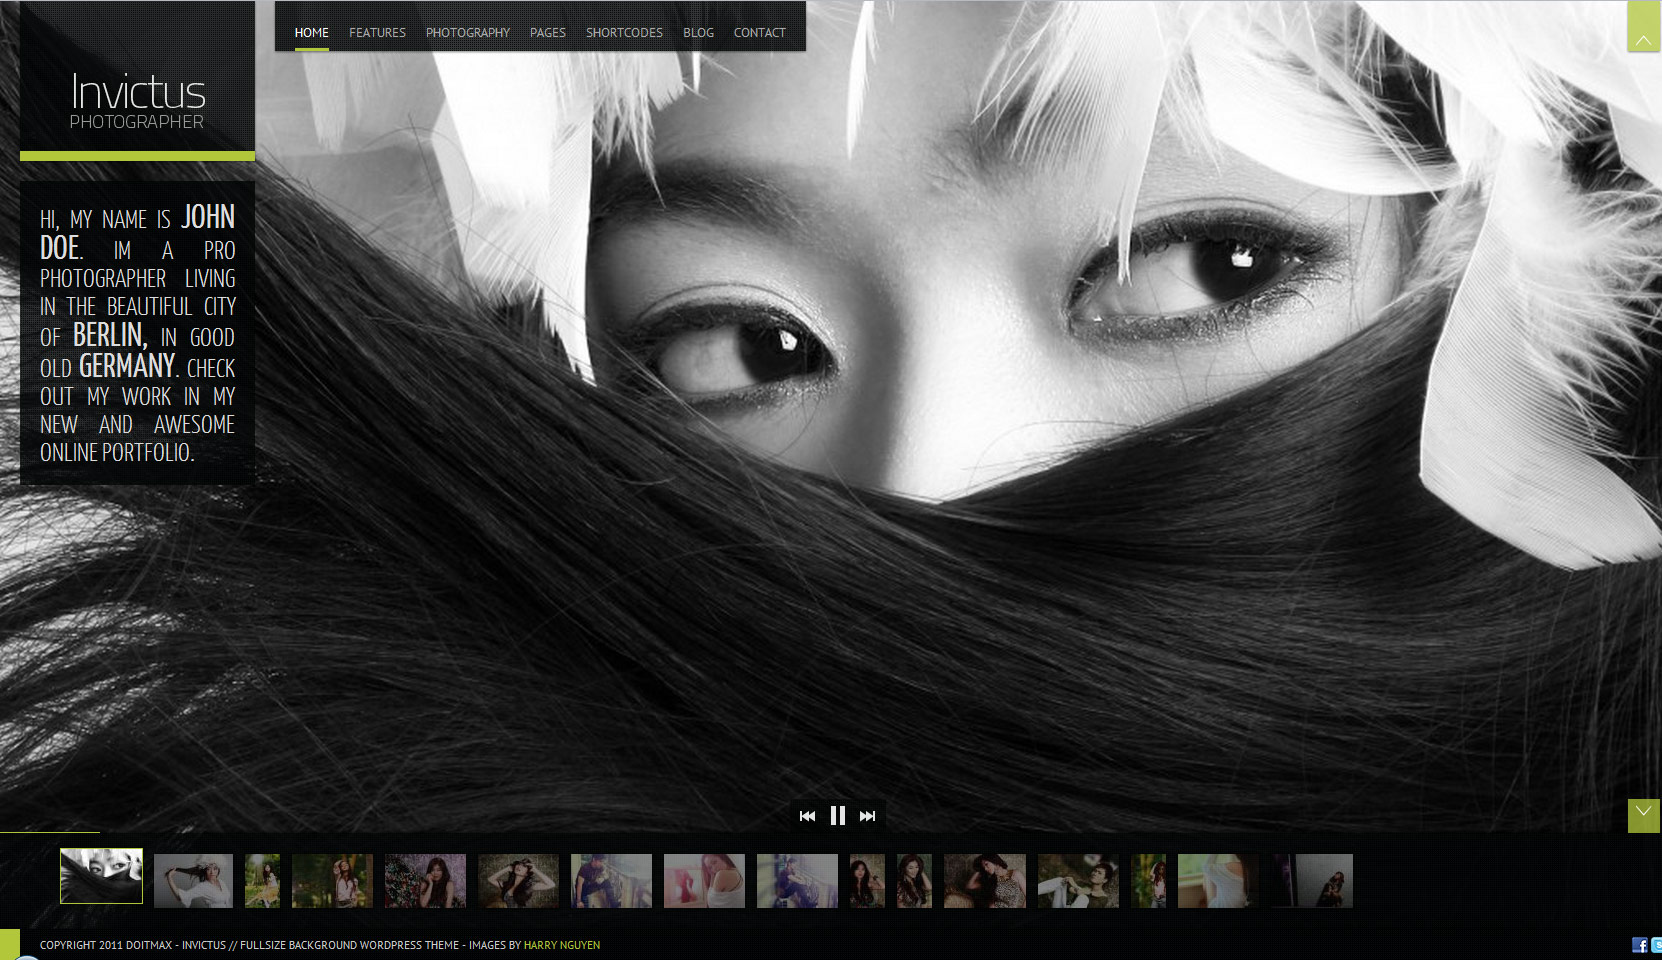 HOME FEATURES PHOTOGRAPHY PAGES SHORTCODES BLOG CONTACT
Invictus
PHOTOGRAPHER
HI, MY NAME IS JOHN
DOE. IM A PRO
PHOTOGRAPHER LIVING
IN THE BEAUTIFUL CITY
OF BERLIN, IN GOOD
OLD GERMANY. CHECK
OUT MY WORK IN MY
NEW AND AWESOME
ONLINE PORTFOLIO.
COPYRIGHT 2011 DOITMAX - INVICTUS // FULLSIZE BACKGROUND WORDPRESS THEME - IMAGES BY HARRY NGUYEN